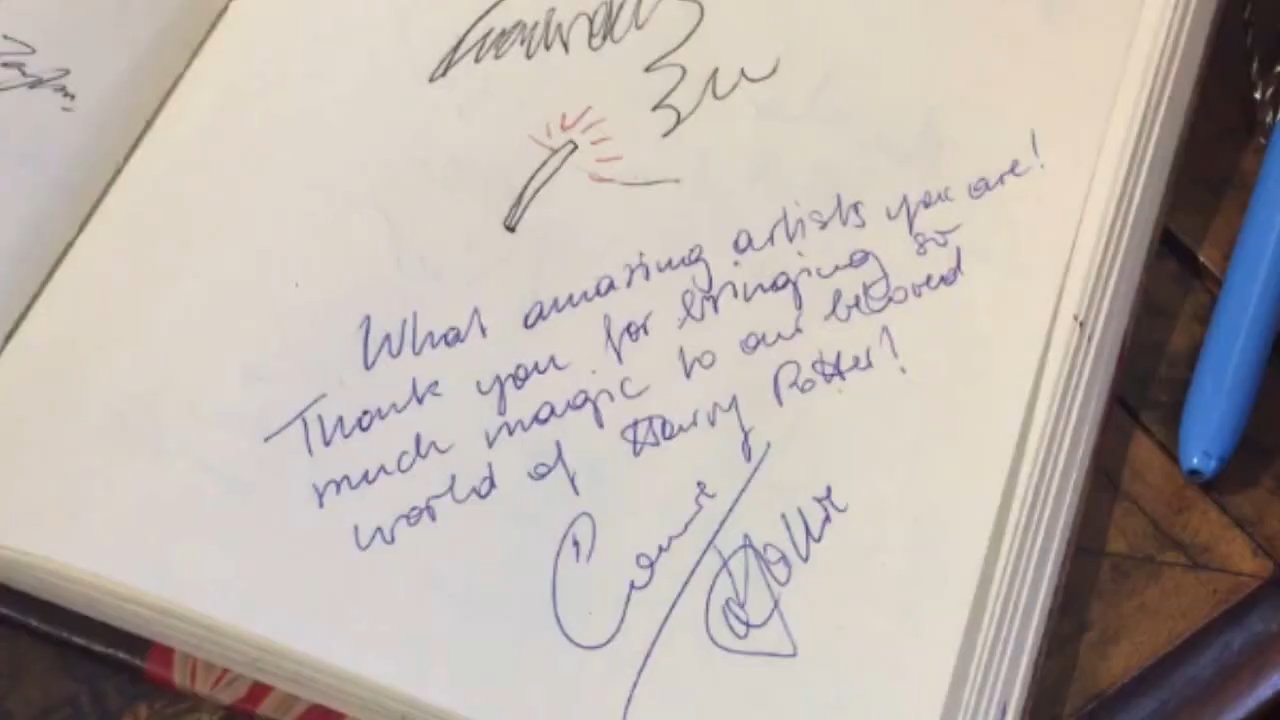 What amazing artists you are!
Thank you for bringing so
much magic to our beloved
world of Harry Potter!